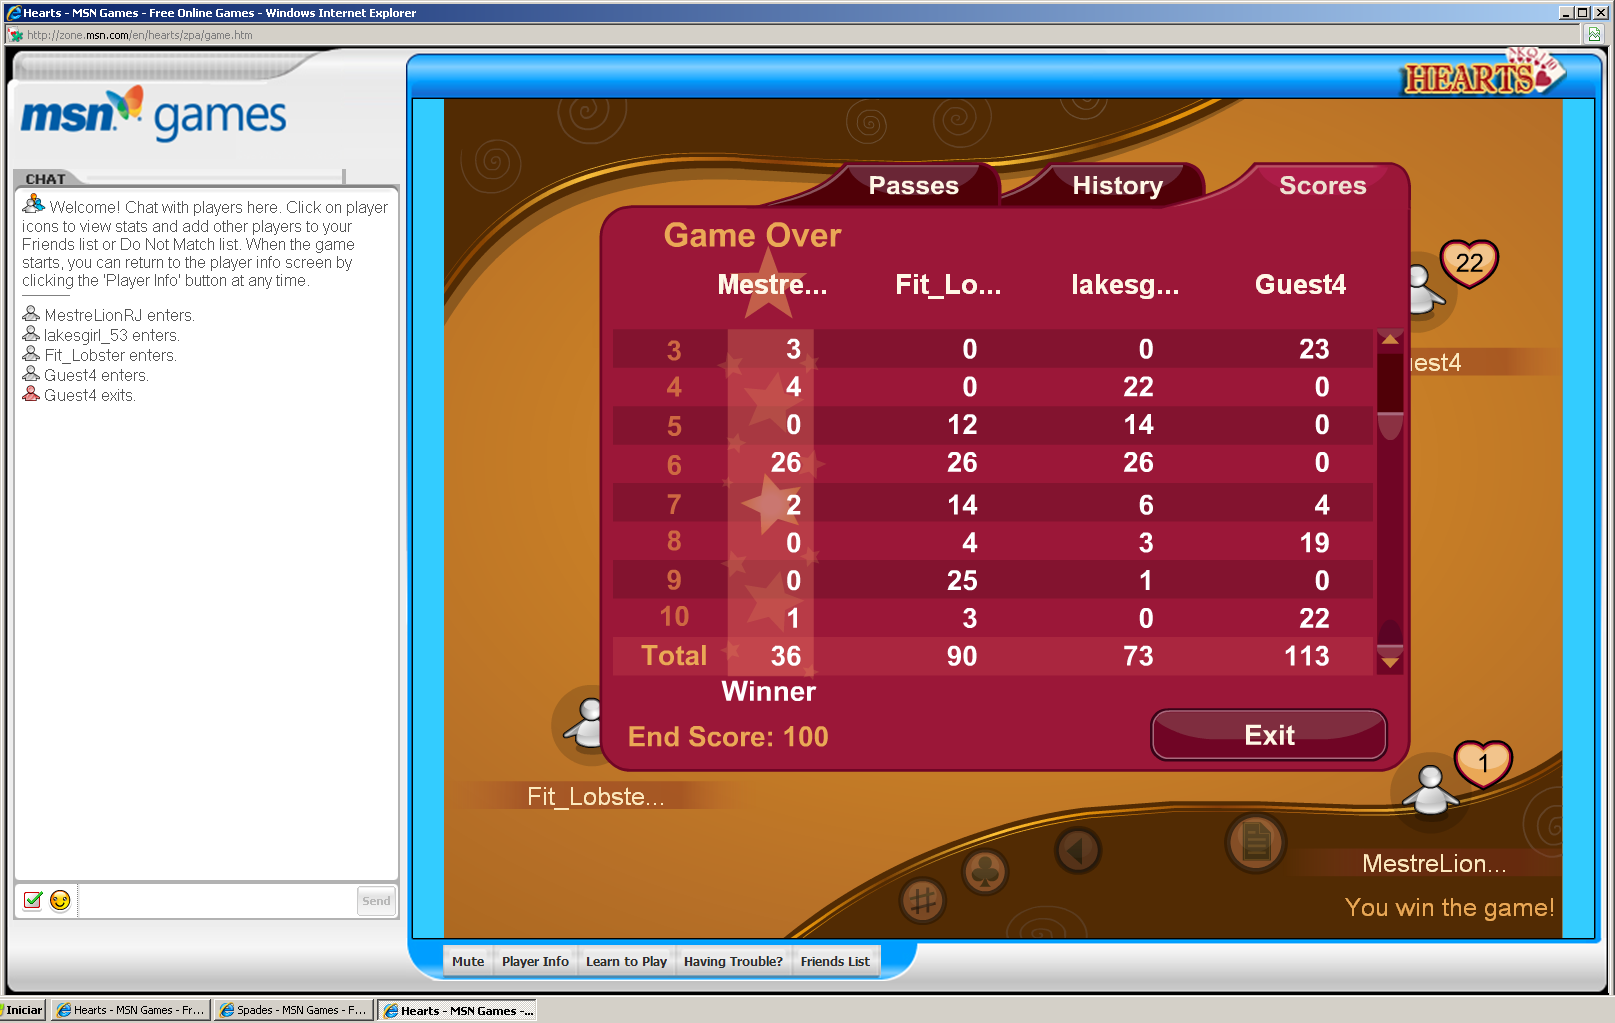 Hearts - MSN Games - Free Online Games - Windows Internet Explorer
http://zone.msn.com/en/hearts/zpa/game.htm
HEARTS
msn games
CHAT
Welcome! Chat with players here. Click on player
icons to view stats and add other players to your
Friends list or Do Not Match list. When the game
starts, you can return to the player info screen by
clicking the 'Player Info' button at any time.
MestreLionRJ enters.
lakesgirl_53 enters.
Fit_Lobster enters.
Guest4 enters.
Guest4 exits.
Send
Passes History Scores
Game Over
Mestre... Fit_Lo... lakesg... Guest4
3 3 0 0 23
4 4 0 22 0
5 0 12 14 0
6 26 26 26 0
7 2 14 6 4
8 0 4 3 19
9 0 25 1 0
10 1 3 0 22
Total 36 90 73 113
Winner
End Score: 100
Exit
22
uest4
Fit_Lobste...
1
MestreLion...
You win the game!
Mute Player Info Learn to Play Having Trouble? Friends List
Iniciar Hearts - MSN Games - Fr... Spades - MSN Games - F... Hearts - MSN Games -...